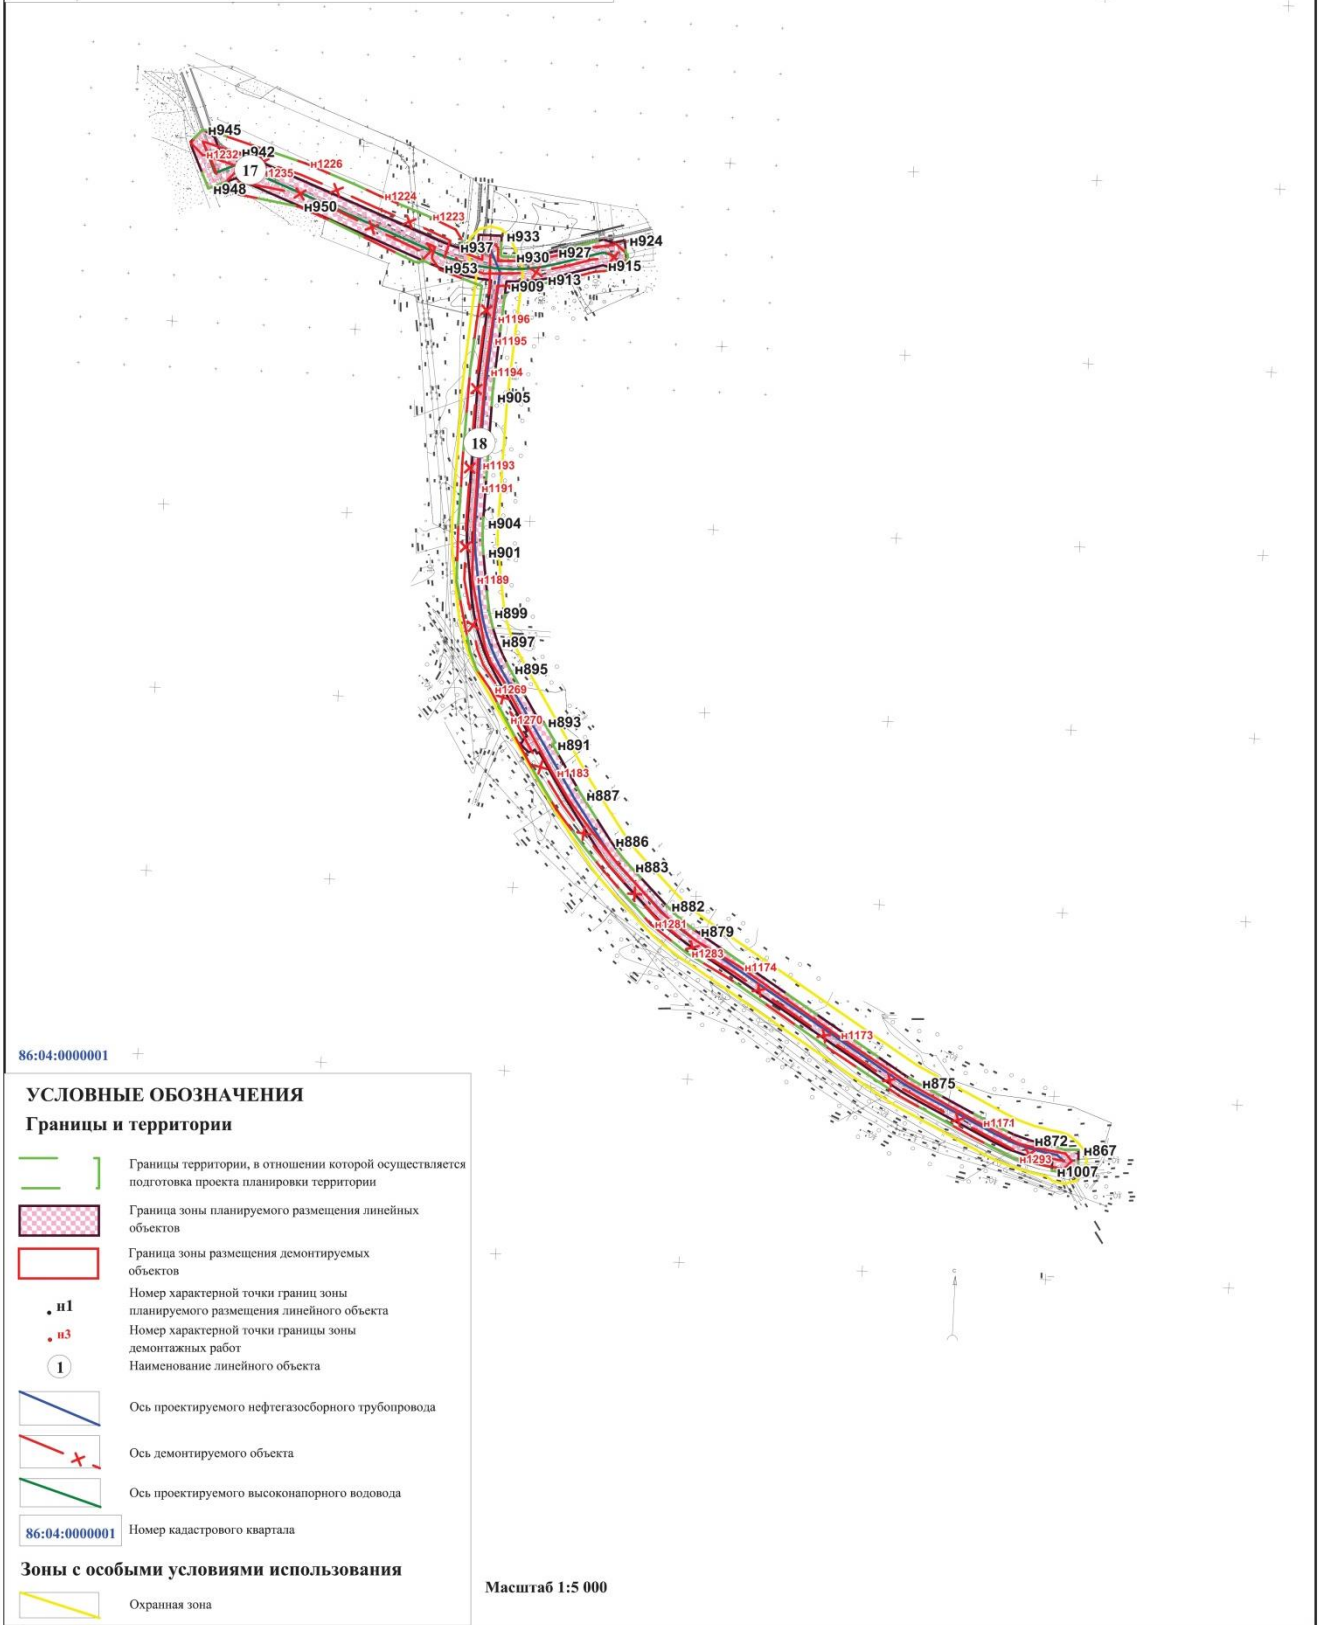 н945
н1232
н942
н1226
17
н1235
н948
н1224
н950
н1223
н933
н937
н924
н930
н927
н953
н915
н913
н909
н1196
н1195
н1194
н905
18
н1193
н1191
н904
н901
н1189
н899
н897
н895
н1269
н1270
н893
н891
н1183
н887
н886
н883
н882
н1281
н879
н1283
н1174
н1173
н875
н1171
н872
н867
н1293
н1007
86:04:0000001
УСЛОВНЫЕ ОБОЗНАЧЕНИЯ
Границы и территории
Границы территории, в отношении которой осуществляется
подготовка проекта планировки территории
Граница зоны планируемого размещения линейных
объектов
Граница зоны размещения демонтируемых
объектов
н1
Номер характерной точки границ зоны
планируемого размещения линейного объекта
н3
Номер характерной точки границы зоны
демонтажных работ
1
Наименование линейного объекта
Ось проектируемого нефтегазосборного трубопровода
Ось демонтируемого объекта
Ось проектируемого высоконапорного водовода
86:04:0000001
Номер кадастрового квартала
Зоны с особыми условиями использования
Охранная зона
Масштаб 1:5 000
с